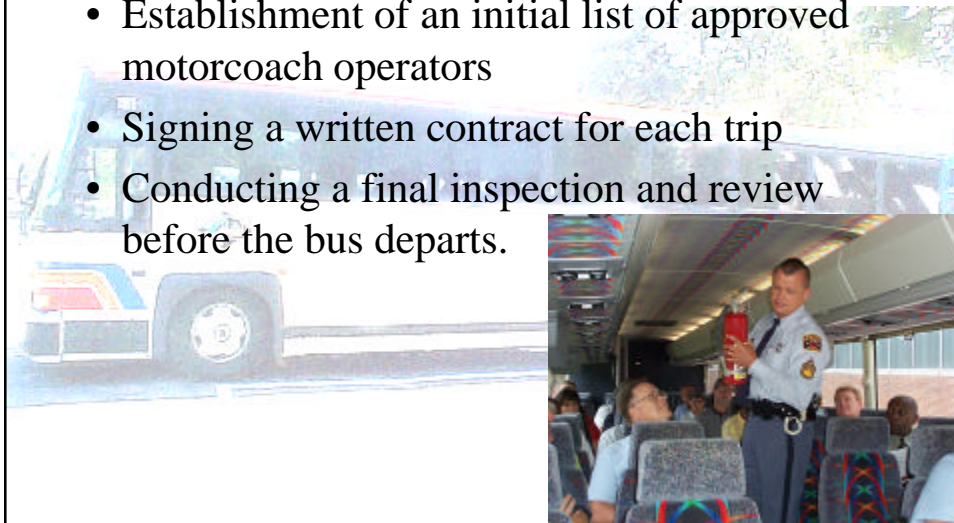 • Establishment of an initial list of approved
motorcoach operators
• Signing a written contract for each trip
• Conducting a final inspection and review
before the bus departs.